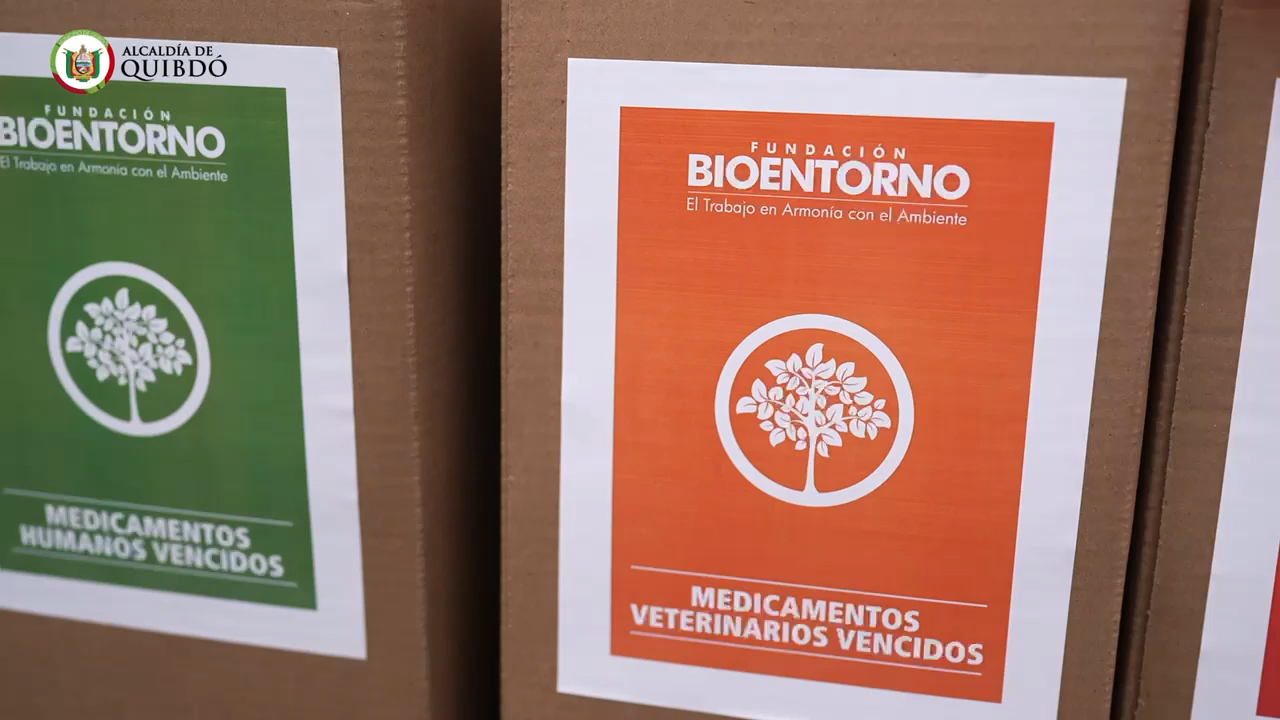 ALCALDÍA DE
QUIBDÓ
FUNDACIÓN
BIOENTORNO
El Trabajo en Armonía con el Ambiente
MEDICAMENTOS
HUMANOS VENCIDOS
FUNDACIÓN
BIOENTORNO
El Trabajo en Armonía con el Ambiente
MEDICAMENTOS
VETERINARIOS VENCIDOS